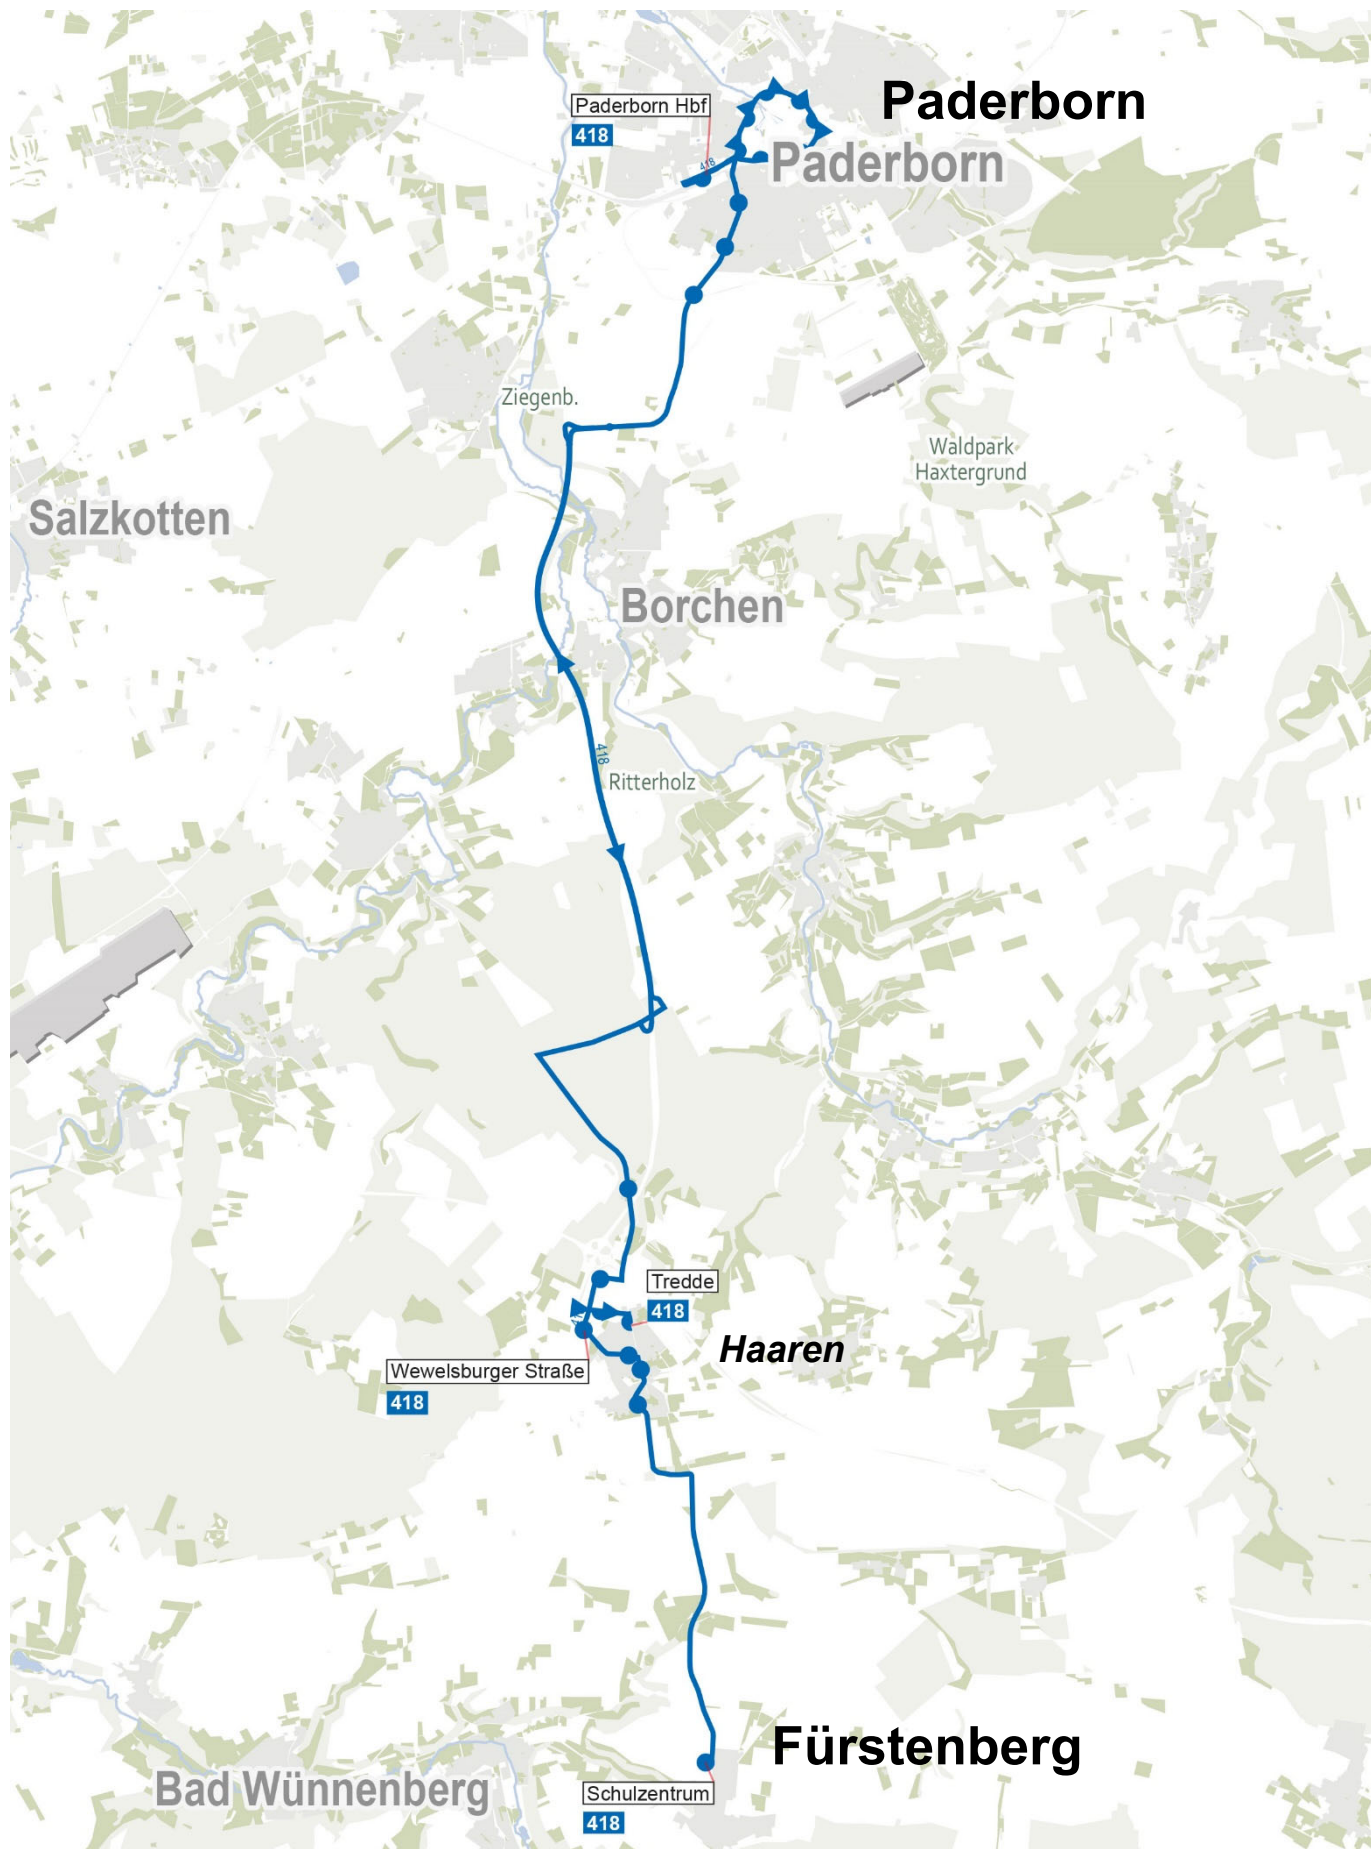 Paderborn
Paderborn Hbf
418
Paderborn
418
Ziegenb.
Waldpark
Haxtergrund
Salzkotten
Borchen
418
Ritterholz
Tredde
418
Haaren
Wewelsburger Straße
418
Fürstenberg
Bad Wünnenberg
Schulzentrum
418